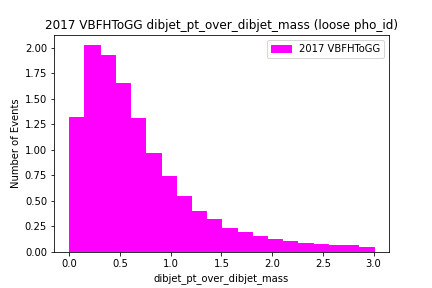 2017 VBFHToGG dibjet_pt_over_dibjet_mass (loose pho_id)
2017 VBFHToGG
Number of Events
2.00
1.75
1.50
1.25
1.00
0.75
0.50
0.25
0.00
0.0 0.5 1.0 1.5 2.0 2.5 3.0
dibjet_pt_over_dibjet_mass